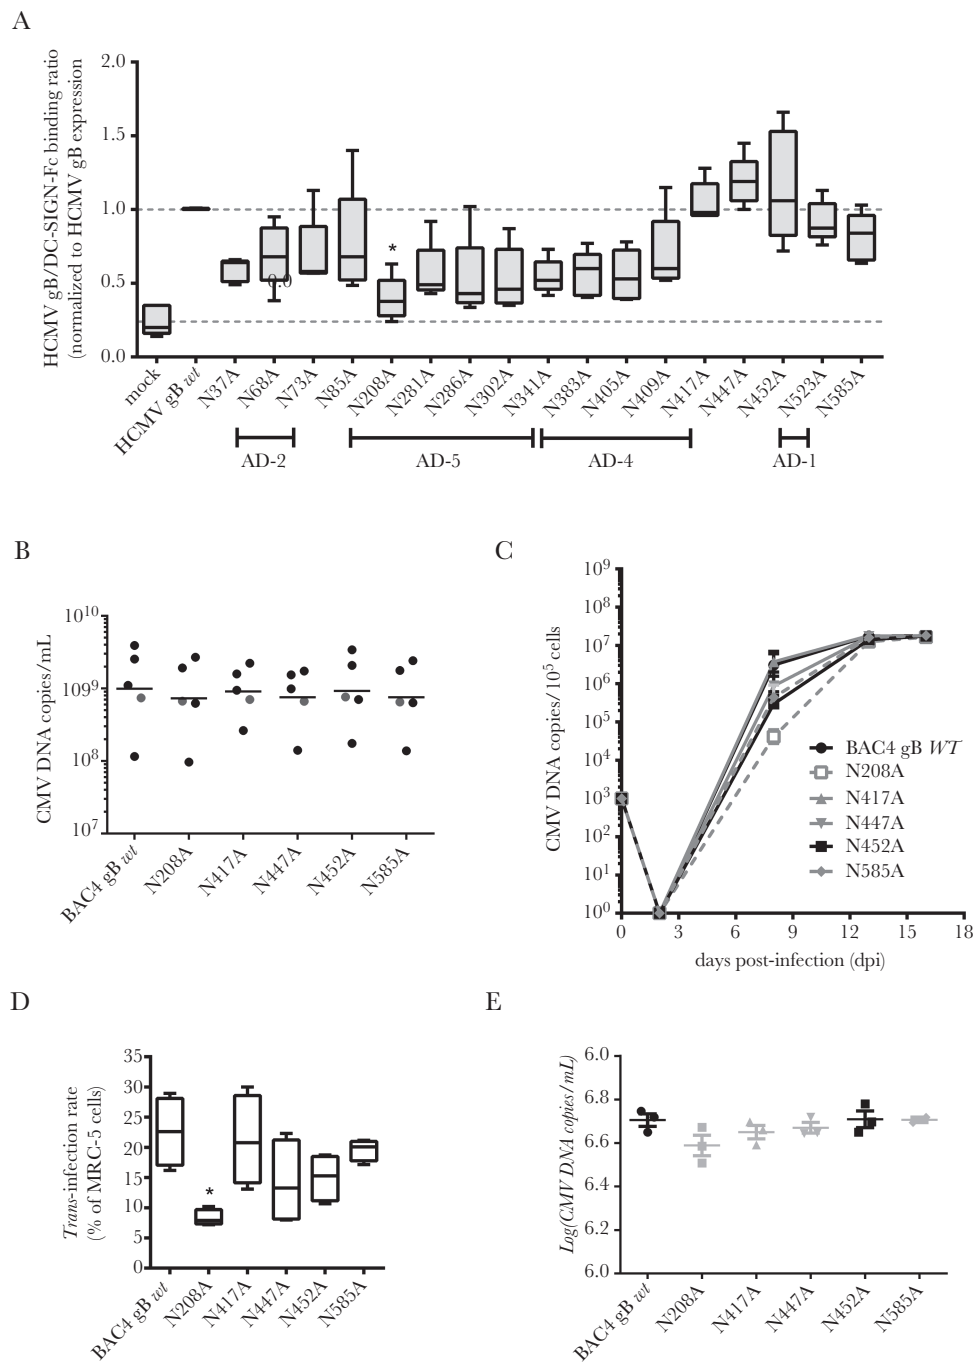 A
HCMV gB/DC-SIGN-Fc binding ratio
(normalized to HCMV gB expression
2.0
1.5
1.0
0.5
0.0
0.0
*
mock
HCMV gB wt
N37A
N68A
N73A
N85A
N208A
N281A
N286A
N302A
N341A
N383A
N405A
N409A
N417A
N447A
N452A
N523A
N585A
AD-2
AD-5
AD-4
AD-1
B
CMV DNA copies/mL
10^10
10^9
10^8
10^7
BAC4 gB wt
N208A
N417A
N447A
N452A
N585A
C
CMV DNA copies/10^5 cells
10^9
10^8
10^7
10^6
10^5
10^4
10^3
10^2
10^1
10^0
0 3 6 9 12 15 18
days post-infection (dpi)
BAC4 gB WT
N208A
N417A
N447A
N452A
N585A
D
Trans-infection rate
(% of MRC-5 cells)
35
30
25
20
15
10
5
0
*
BAC4 gB wt
N208A
N417A
N447A
N452A
N585A
E
Log(CMV DNA copies/mL)
6.0
6.8
6.6
6.4
6.2
6.0
BAC4 gB wt
N208A
N417A
N447A
N452A
N585A